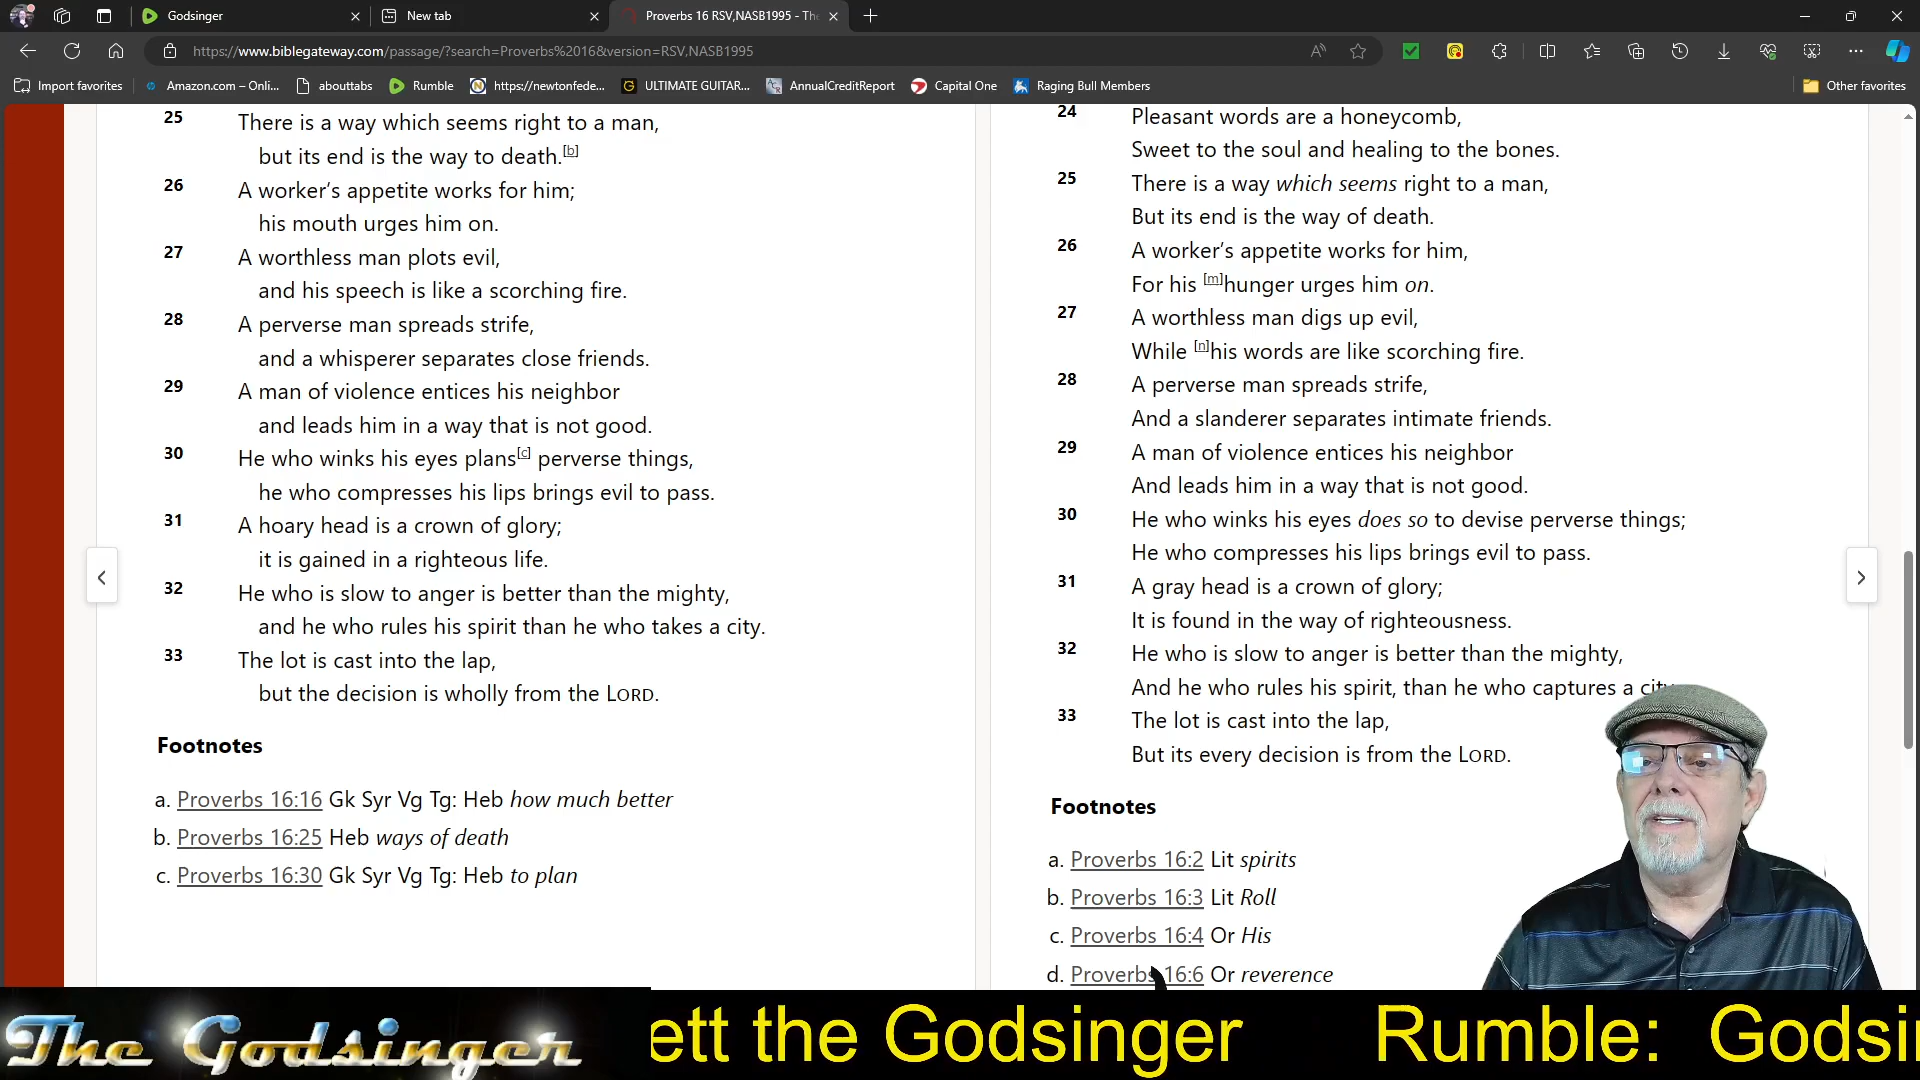 Godsinger
New tab
Proverbs 16 RSV,NASB1995 - The
https://www.biblegateway.com/passage/?search=Proverbs%2016&version=RSV,NASB1995
Import favorites
Amazon.com – Onli...
abouttabs
Rumble
https://newtonfede...
ULTIMATE GUITAR...
AnnualCreditReport
Capital One
Raging Bull Members
Other favorites
25 There is a way which seems right to a man,
but its end is the way to death.[b]
26 A worker's appetite works for him;
his mouth urges him on.
27 A worthless man plots evil,
and his speech is like a scorching fire.
28 A perverse man spreads strife,
and a whisperer separates close friends.
29 A man of violence entices his neighbor
and leads him in a way that is not good.
30 He who winks his eyes plans[c] perverse things,
he who compresses his lips brings evil to pass.
31 A hoary head is a crown of glory;
it is gained in a righteous life.
32 He who is slow to anger is better than the mighty,
and he who rules his spirit than he who takes a city.
33 The lot is cast into the lap,
but the decision is wholly from the LORD.
Footnotes
a. Proverbs 16:16 Gk Syr Vg Tg: Heb how much better
b. Proverbs 16:25 Heb ways of death
c. Proverbs 16:30 Gk Syr Vg Tg: Heb to plan
24 Pleasant words are a honeycomb,
Sweet to the soul and healing to the bones.
25 There is a way which seems right to a man,
But its end is the way of death.
26 A worker's appetite works for him,
For his [m]hunger urges him on.
27 A worthless man digs up evil,
While [n]his words are like scorching fire.
28 A perverse man spreads strife,
And a slanderer separates intimate friends.
29 A man of violence entices his neighbor
And leads him in a way that is not good.
30 He who winks his eyes does so to devise perverse things;
He who compresses his lips brings evil to pass.
31 A gray head is a crown of glory;
It is found in the way of righteousness.
32 He who is slow to anger is better than the mighty,
And he who rules his spirit, than he who captures a city
33 The lot is cast into the lap,
But its every decision is from the LORD.
Footnotes
a. Proverbs 16:2 Lit spirits
b. Proverbs 16:3 Lit Roll
c. Proverbs 16:4 Or His
d. Proverbs 16:6 Or reverence
The Godsinger
ett the Godsinger Rumble: Godsi